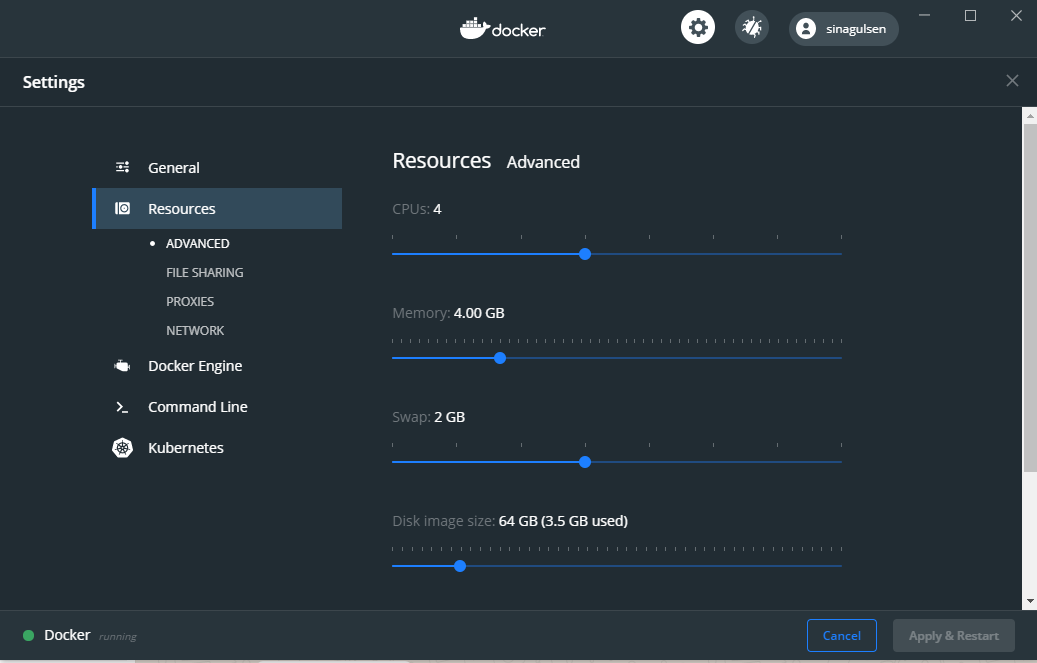 docker
sinagulsen
Settings
General
Resources
ADVANCED
FILE SHARING
PROXIES
NETWORK
Docker Engine
Command Line
Kubernetes
Resources Advanced
CPUs: 4
Memory: 4.00 GB
Swap: 2 GB
Disk image size: 64 GB (3.5 GB used)
Docker running
Cancel
Apply & Restart